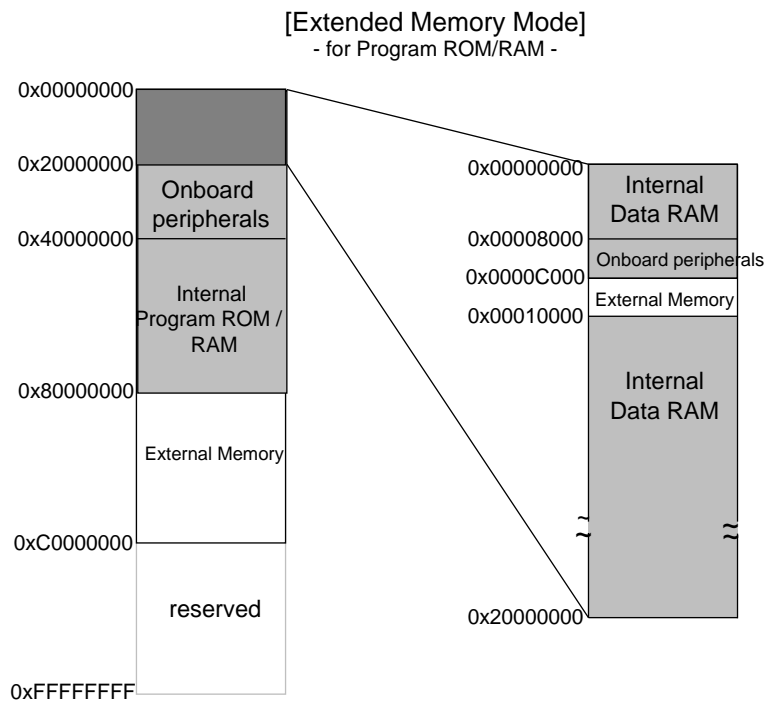 [Extended Memory Mode]
- for Program ROM/RAM -
0x00000000
0x20000000
Onboard
peripherals
0x40000000
Internal
Program ROM /
RAM
0x80000000
External Memory
0xC0000000
reserved
0xFFFFFFFF
0x00000000
Internal
Data RAM
0x00008000
Onboard peripherals
0x0000C000
External Memory
0x00010000
Internal
Data RAM
~
~
~
~
0x20000000